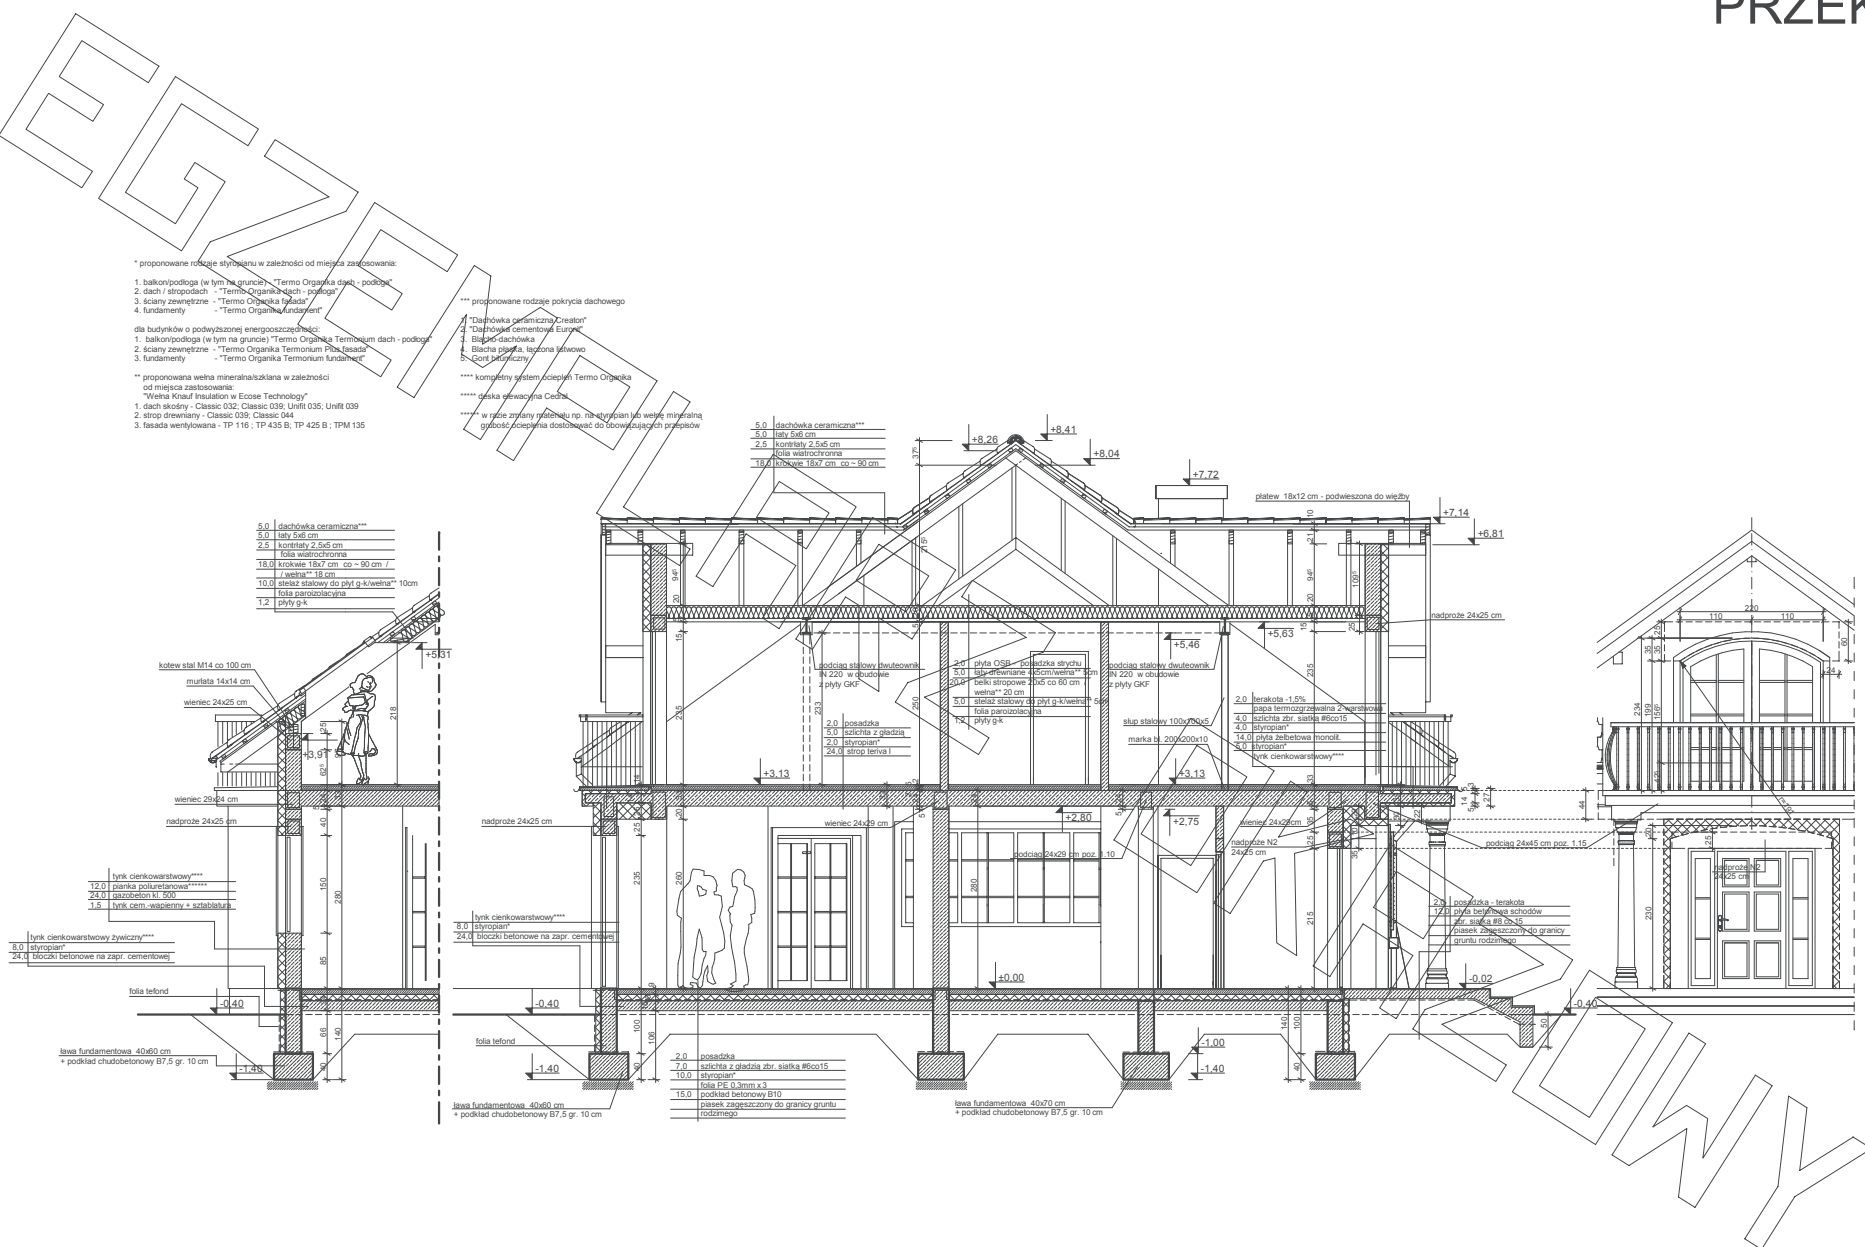 PRZEK
EGZEMPLARZ
WZOROWY
* proponowane rodzaje styropianu w zależności od miejsca zastosowania:
1. balkon/podłoga (w tym na gruncie) - "Termo Organika dach - podłoga"
2. dach / stropodach - "Termo Organika dach - podłoga"
3. ściany zewnętrzne - "Termo Organika fasada"
4. fundamenty - "Termo Organika fundament"
dla budynków o podwyższonej energooszczędności:
1. balkon/podłoga (w tym na gruncie) "Termo Organika Termonium dach - podłoga"
2. ściany zewnętrzne - "Termo Organika Termonium Plus fasada"
3. fundamenty - "Termo Organika Termonium fundament"
** proponowana wełna mineralna/szklana w zależności
od miejsca zastosowania:
"Wełna Knauf Insulation w Ecose Technology"
1. dach skośny - Classic 032; Classic 039; Unifit 035; Unifit 039
2. strop drewniany - Classic 039; Classic 044
3. fasada wentylowana - TP 116 ; TP 435 B; TP 425 B ; TPM 135
*** proponowane rodzaje pokrycia dachowego
1. "Dachówka ceramiczna Creaton"
2. "Dachówka cementowa Euronit"
3. Blacho-dachówka
4. Blacha płaska, łączona listwowo
5. Gont bitumiczny
**** kompletny system ociepleń Termo Organika
***** deska elewacyjna Cedral
****** w razie zmiany materiału np. na styropian lub wełnę mineralną
grubość ocieplenia dostosować do obowiązujących przepisów
5,0 dachówka ceramiczna***
5,0 łaty 5x6 cm
2,5 kontrłaty 2,5x5 cm
folia wiatrochronna
18,0 krokwie 18x7 cm co ~ 90 cm
+8,26
+8,41
+8,04
+7,72
płatew 18x12 cm - podwieszona do więźby
+7,14
+6,81
5,0 dachówka ceramiczna***
5,0 łaty 5x6 cm
2,5 kontrłaty 2,5x5 cm
folia wiatrochronna
18,0 krokwie 18x7 cm co ~ 90 cm /
/ wełna** 18 cm
10,0 stelaż stalowy do płyt g-k/wełna** 10cm
folia paroizolacyjna
1,2 płyty g-k
+5,31
kotew stal M14 co 100 cm
murłata 14x14 cm
wieniec 24x25 cm
+3,91
218
wieniec 29x24 cm
nadproże 24x25 cm
nadproże 24x25 cm
nadproże 24x25 cm
+5,63
+5,46
podciąg stalowy dwuteownik
IN 220 w obudowie
z płyty GKF
2,0 płyta OSB - posadzka strychu
5,0 łaty drewniane 4x5cm/wełna** 5cm
20,0 belki stropowe 20x5 co 60 cm /
wełna** 20 cm
5,0 stelaż stalowy do płyt g-k/wełna** 5cm
folia paroizolacyjna
1,2 płyty g-k
podciąg stalowy dwuteownik
IN 220 w obudowie
z płyty GKF
słup stalowy 100x100x5
marka bl. 200x200x10
2,0 posadzka
5,0 szlichta z gładzią
2,0 styropian*
24,0 strop teriva I
2,0 terakota -1,5%
papa termozgrzewalna 2 warstwowa
4,0 szlichta zbr. siatką #6co15
4,0 styropian*
14,0 płyta żelbetowa monolit.
5,0 styropian*
tynk cienkowarstwowy****
+3,13
+3,13
+2,80
+2,75
wieniec 24x29 cm
podciąg 24x29 cm poz. 1.10
wieniec 24x29cm
nadproże N2
24x25 cm
podciąg 24x45 cm poz. 1.15
nadproże N2
24x25 cm
220
110
110
234
199
230
tynk cienkowarstwowy****
12,0 pianka poliuretanowa******
24,0 gazobeton kl. 500
1,5 tynk cem.-wapienny + sztablatura
tynk cienkowarstwowy żywiczny****
8,0 styropian*
24,0 bloczki betonowe na zapr. cementowej
tynk cienkowarstwowy****
8,0 styropian*
24,0 bloczki betonowe na zapr. cementowej
2,0 posadzka - terakota
12,0 płyta betonowa schodów
zbr. siatką #8 co 15
piasek zagęszczony do granicy
gruntu rodzimego
±0,00
-0,02
-0,40
-0,40
-0,40
folia tefond
folia tefond
ława fundamentowa 40x60 cm
+ podkład chudobetonowy B7,5 gr. 10 cm
-1,40
-1,40
-1,00
-1,40
2,0 posadzka
7,0 szlichta z gładzią zbr. siatką #6co15
10,0 styropian*
folia PE 0,3mm x 3
15,0 podkład betonowy B10
piasek zagęszczony do granicy gruntu
rodzimego
ława fundamentowa 40x60 cm
+ podkład chudobetonowy B7,5 gr. 10 cm
ława fundamentowa 40x70 cm
+ podkład chudobetonowy B7,5 gr. 10 cm